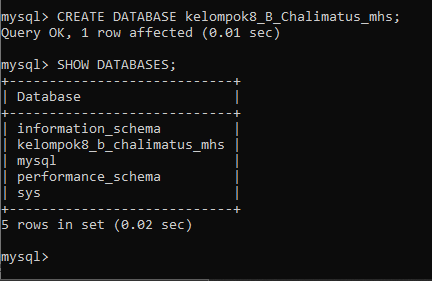 mysql> CREATE DATABASE kelompok8_B_Chalimatus_mhs;
Query OK, 1 row affected (0.01 sec)
mysql> SHOW DATABASES;
+----------------------------+
| Database                   |
+----------------------------+
| information_schema         |
| kelompok8_b_chalimatus_mhs |
| mysql                      |
| performance_schema         |
| sys                        |
+----------------------------+
5 rows in set (0.02 sec)
mysql>